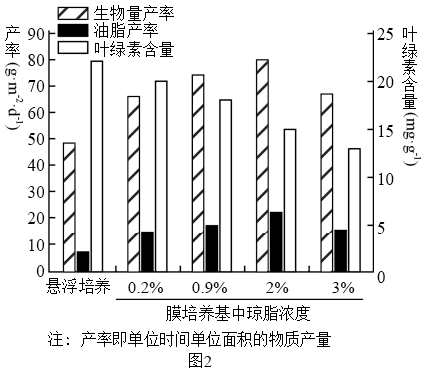 生物量产率
油脂产率
叶绿素含量
产率(g·m⁻²·d⁻¹)
90
80
70
60
50
40
30
20
10
0
叶绿素含量(mg·g⁻¹)
25
20
15
10
5
0
悬浮培养 0.2% 0.9% 2% 3%
膜培养基中琼脂浓度
注：产率即单位时间单位面积的物质产量
图2